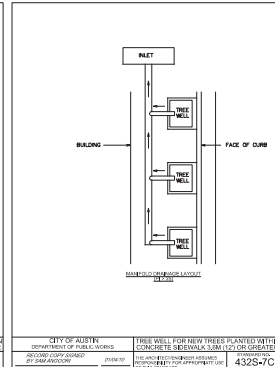 INLET
TREE
WELL
BUILDING
FACE OF CURB
TREE
WELL
TREE
WELL
MANIFOLD DRAINAGE LAYOUT
CITY OF AUSTIN
DEPARTMENT OF PUBLIC WORKS
TREE WELL FOR NEW TREES PLANTED WITHI
CONCRETE SIDEWALK 3.6M (12') OR GREATER
RECORD COPY SIGNED
BY SAM ANGOORI
THE ARCHITECT/ENGINEER ASSUMES
RESPONSIBILITY FOR APPROPRIATE USE
STANDARD NO.
432S-7C